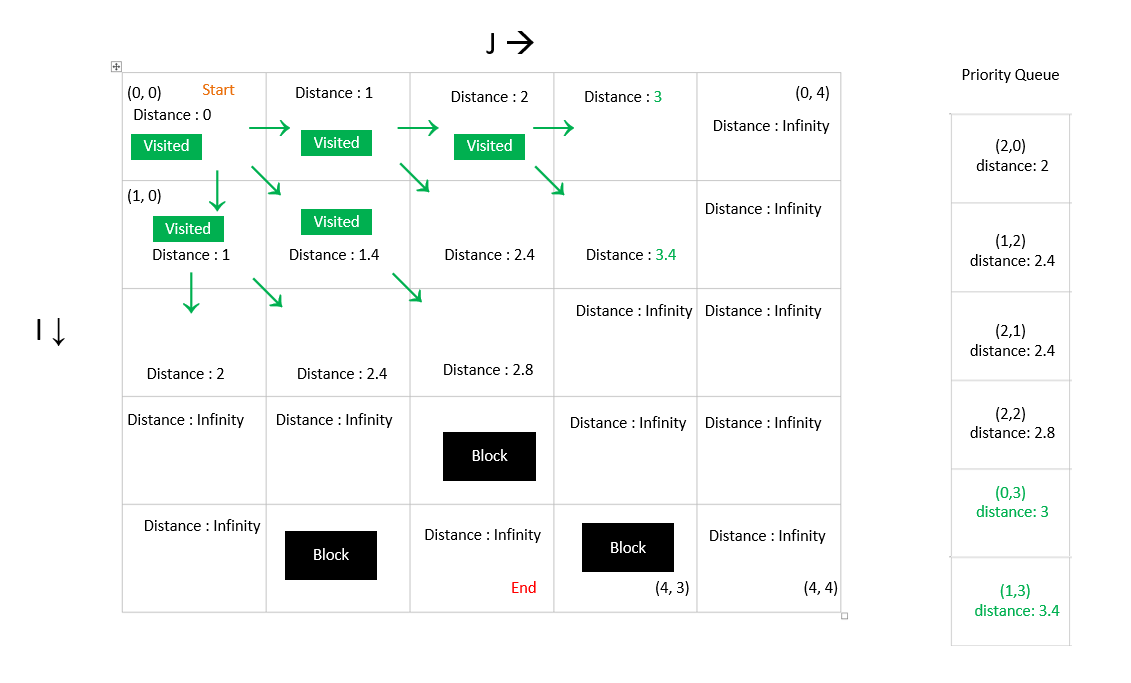 J →
Priority Queue
(0, 0) Start
Distance : 0
Visited
Distance : 1
Visited
Distance : 2
Visited
Distance : 3
(0, 4)
Distance : Infinity
(1, 0)
Visited
Distance : 1
Visited
Distance : 1.4
Distance : 2.4
Distance : 3.4
Distance : Infinity
I ↓
Distance : 2
Distance : 2.4
Distance : 2.8
Distance : Infinity
Distance : Infinity
Distance : Infinity
Distance : Infinity
Block
Distance : Infinity
Distance : Infinity
Distance : Infinity
Block
Distance : Infinity
End
Block
(4, 3)
Distance : Infinity
(4, 4)
(2,0)
distance: 2
(1,2)
distance: 2.4
(2,1)
distance: 2.4
(2,2)
distance: 2.8
(0,3)
distance: 3
(1,3)
distance: 3.4